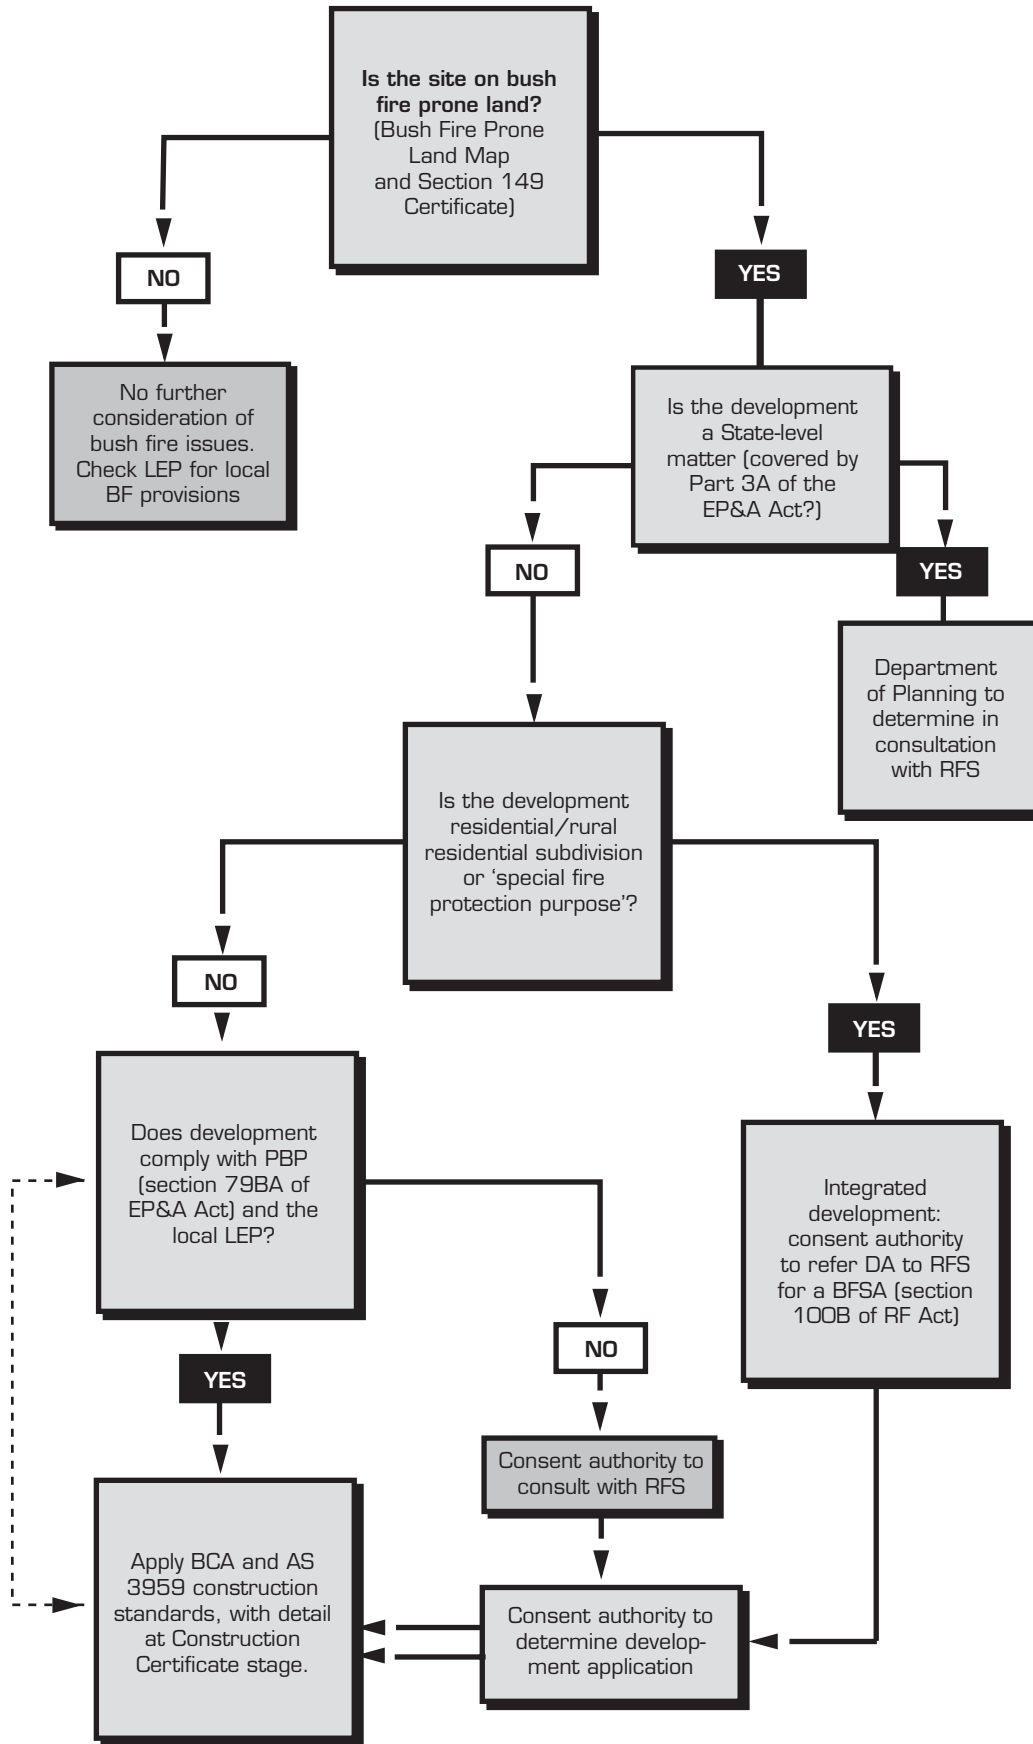 Is the site on bush
fire prone land?
(Bush Fire Prone
Land Map
and Section 149
Certificate)
NO
YES
No further
consideration of
bush fire issues.
Check LEP for local
BF provisions
Is the development
a State-level
matter (covered by
Part 3A of the
EP&A Act?)
NO
YES
Department
of Planning to
determine in
consultation
with RFS
Is the development
residential/rural
residential subdivision
or ‘special fire
protection purpose’?
NO
YES
Does development
comply with PBP
(section 79BA of
EP&A Act) and the
local LEP?
Integrated
development:
consent authority
to refer DA to RFS
for a BFSA (section
100B of RF Act)
NO
YES
Consent authority to
consult with RFS
Apply BCA and AS
3959 construction
standards, with detail
at Construction
Certificate stage.
Consent authority to
determine develop-
ment application